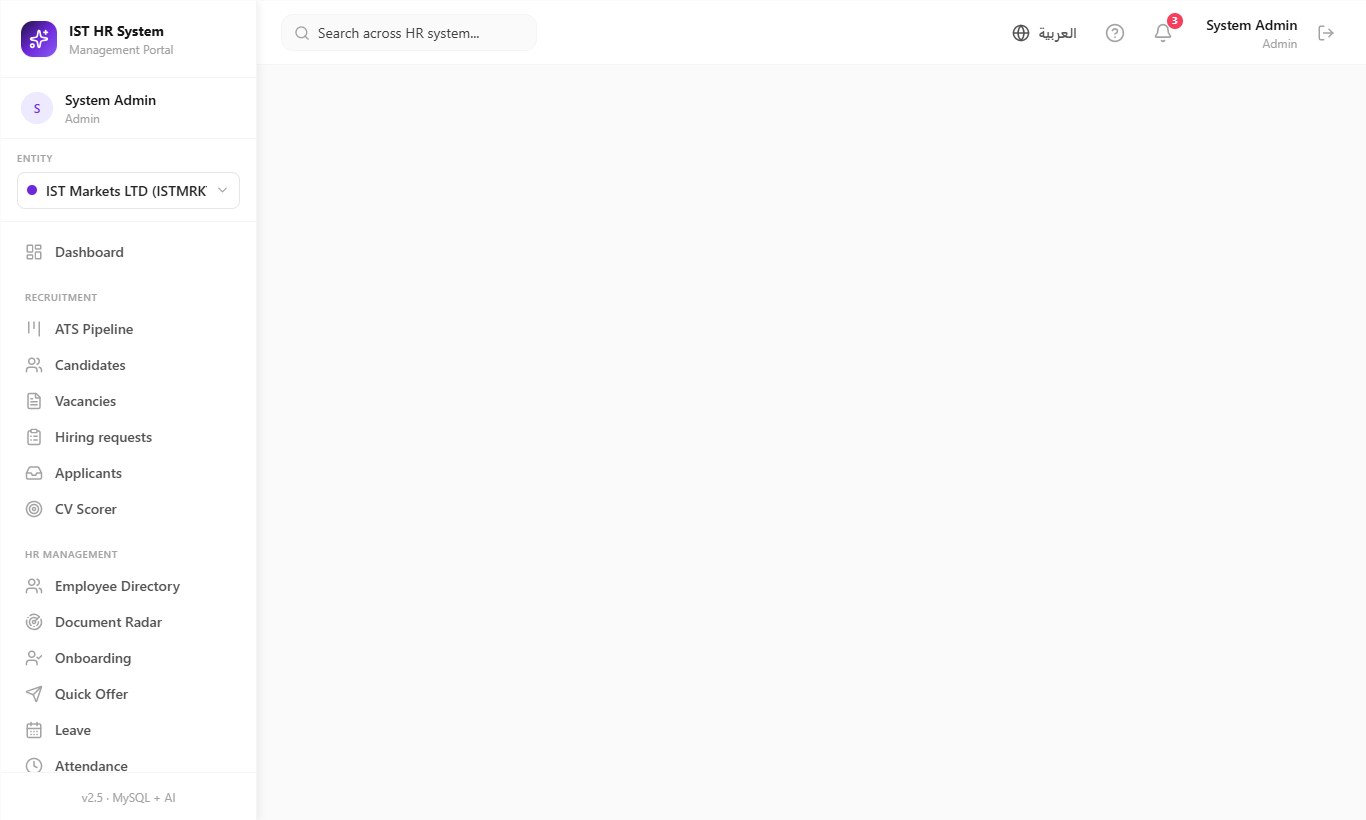 IST HR System
Management Portal
S
System Admin
Admin
ENTITY
IST Markets LTD (ISTMRK
Dashboard
RECRUITMENT
ATS Pipeline
Candidates
Vacancies
Hiring requests
Applicants
CV Scorer
HR MANAGEMENT
Employee Directory
Document Radar
Onboarding
Quick Offer
Leave
Attendance
v2.5 · MySQL + AI
Search across HR system...
العربية
3
System Admin
Admin